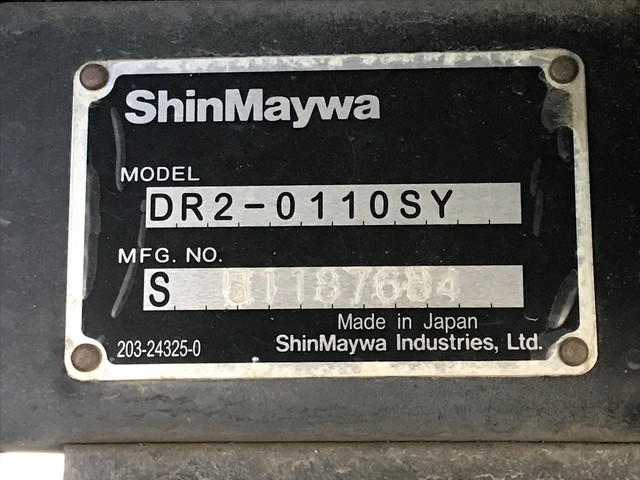 ShinMaywa
MODEL
DR2-0110SY
MFG. NO.
S
Made in Japan
203-24325-0
ShinMaywa Industries, Ltd.